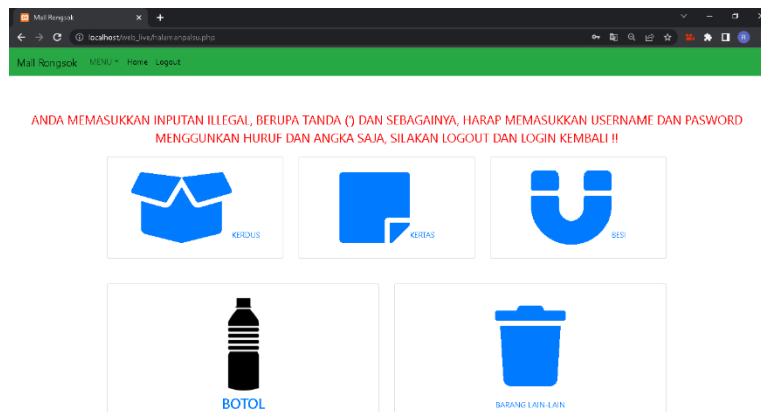 Mall Rongsok
localhost/web_live/halamanpalsu.php
Mall Rongsok MENU Home Logout
ANDA MEMASUKKAN INPUTAN ILLEGAL, BERUPA TANDA (') DAN SEBAGAINYA, HARAP MEMASUKKAN USERNAME DAN PASWORD
MENGGUNKAN HURUF DAN ANGKA SAJA, SILAKAN LOGOUT DAN LOGIN KEMBALI !!
KERDUS KERTAS BESI
BOTOL BARANG LAIN-LAIN